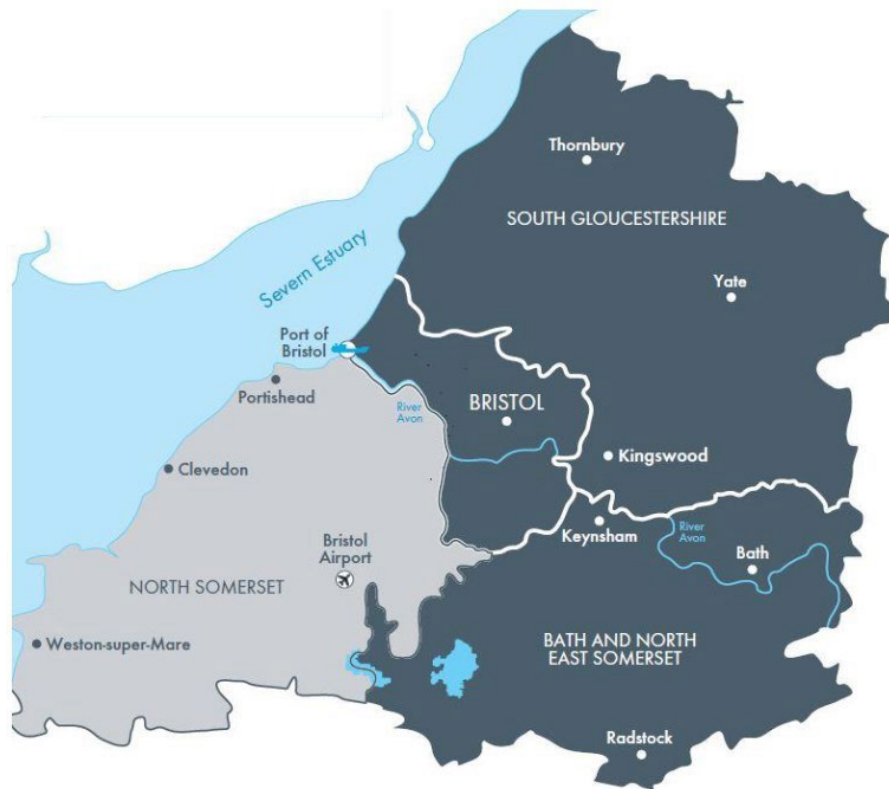 Thornbury
SOUTH GLOUCESTERSHIRE
Severn Estuary
Yate
Port of
Bristol
Portishead
River
Avon
BRISTOL
Clevedon
Kingswood
Bristol
Airport
Keynsham
River
Avon
Bath
NORTH SOMERSET
Weston-super-Mare
BATH AND NORTH
EAST SOMERSET
Radstock